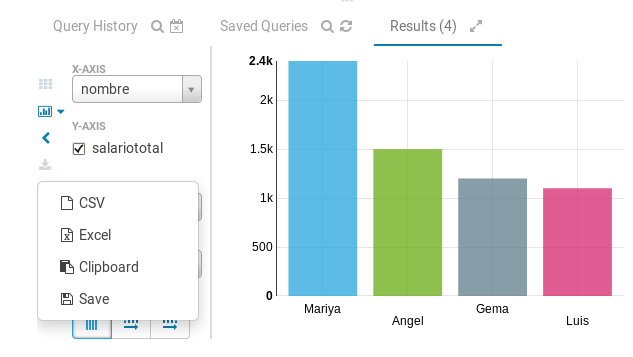 Query History
Saved Queries
Results (4)
X-AXIS
nombre
Y-AXIS
salariototal
CSV
Excel
Clipboard
Save
2.4k
2k
1.5k
1k
500
0
Mariya
Angel
Gema
Luis